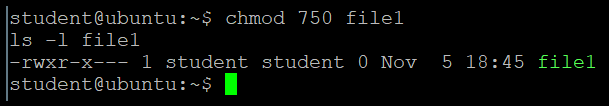 student@ubuntu:~$ chmod 750 file1
ls -l file1
-rwxr-x--- 1 student student 0 Nov  5 18:45 file1
student@ubuntu:~$